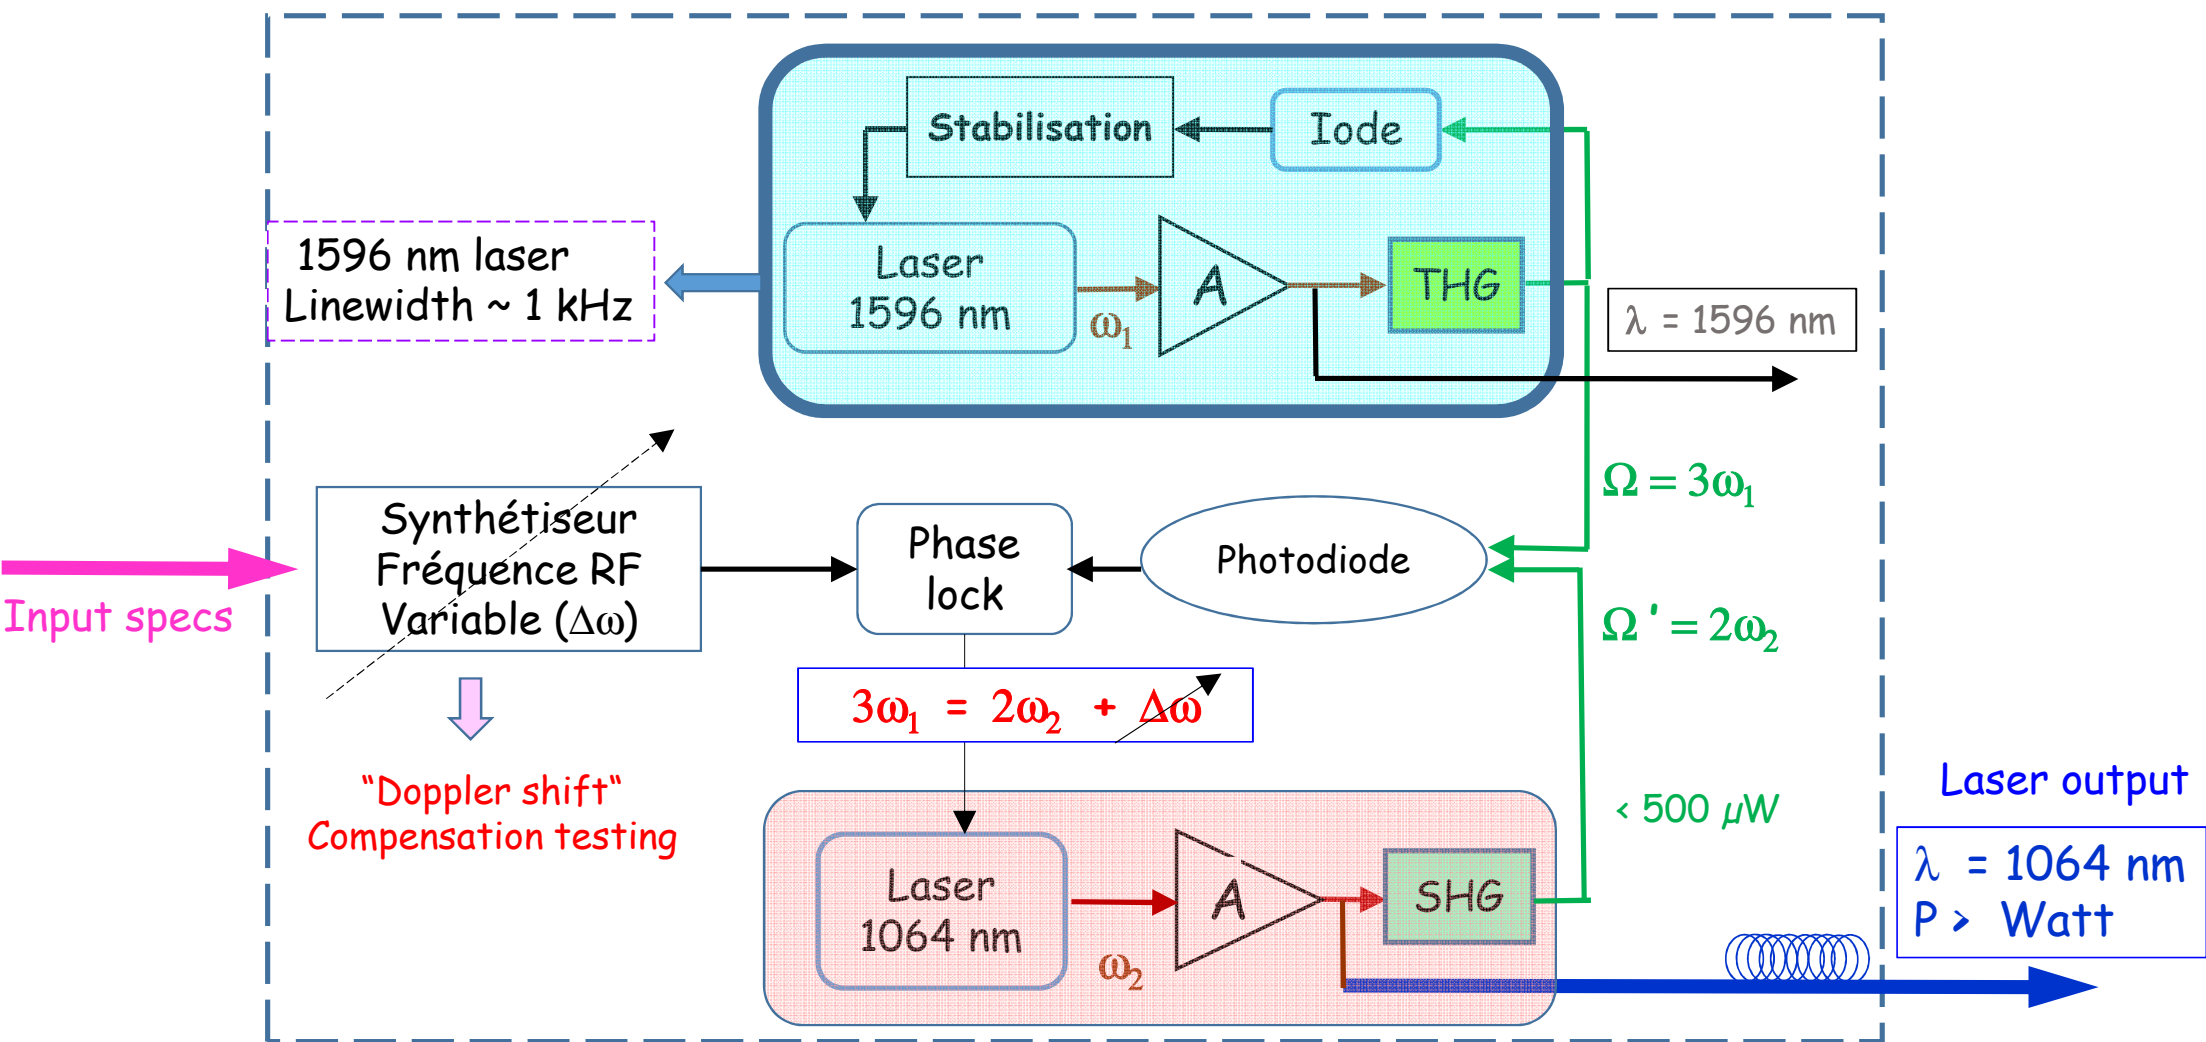 Stabilisation
Iode
1596 nm laser
Linewidth ~ 1 kHz
Laser
1596 nm
ω1
A
THG
λ = 1596 nm
Ω = 3ω1
Synthétiseur
Fréquence RF
Variable (Δω)
Phase
lock
Photodiode
Input specs
Ω ' = 2ω2
3ω1 = 2ω2 + Δω
"Doppler shift"
Compensation testing
< 500 µW
Laser output
λ = 1064 nm
P > Watt
Laser
1064 nm
ω2
A
SHG